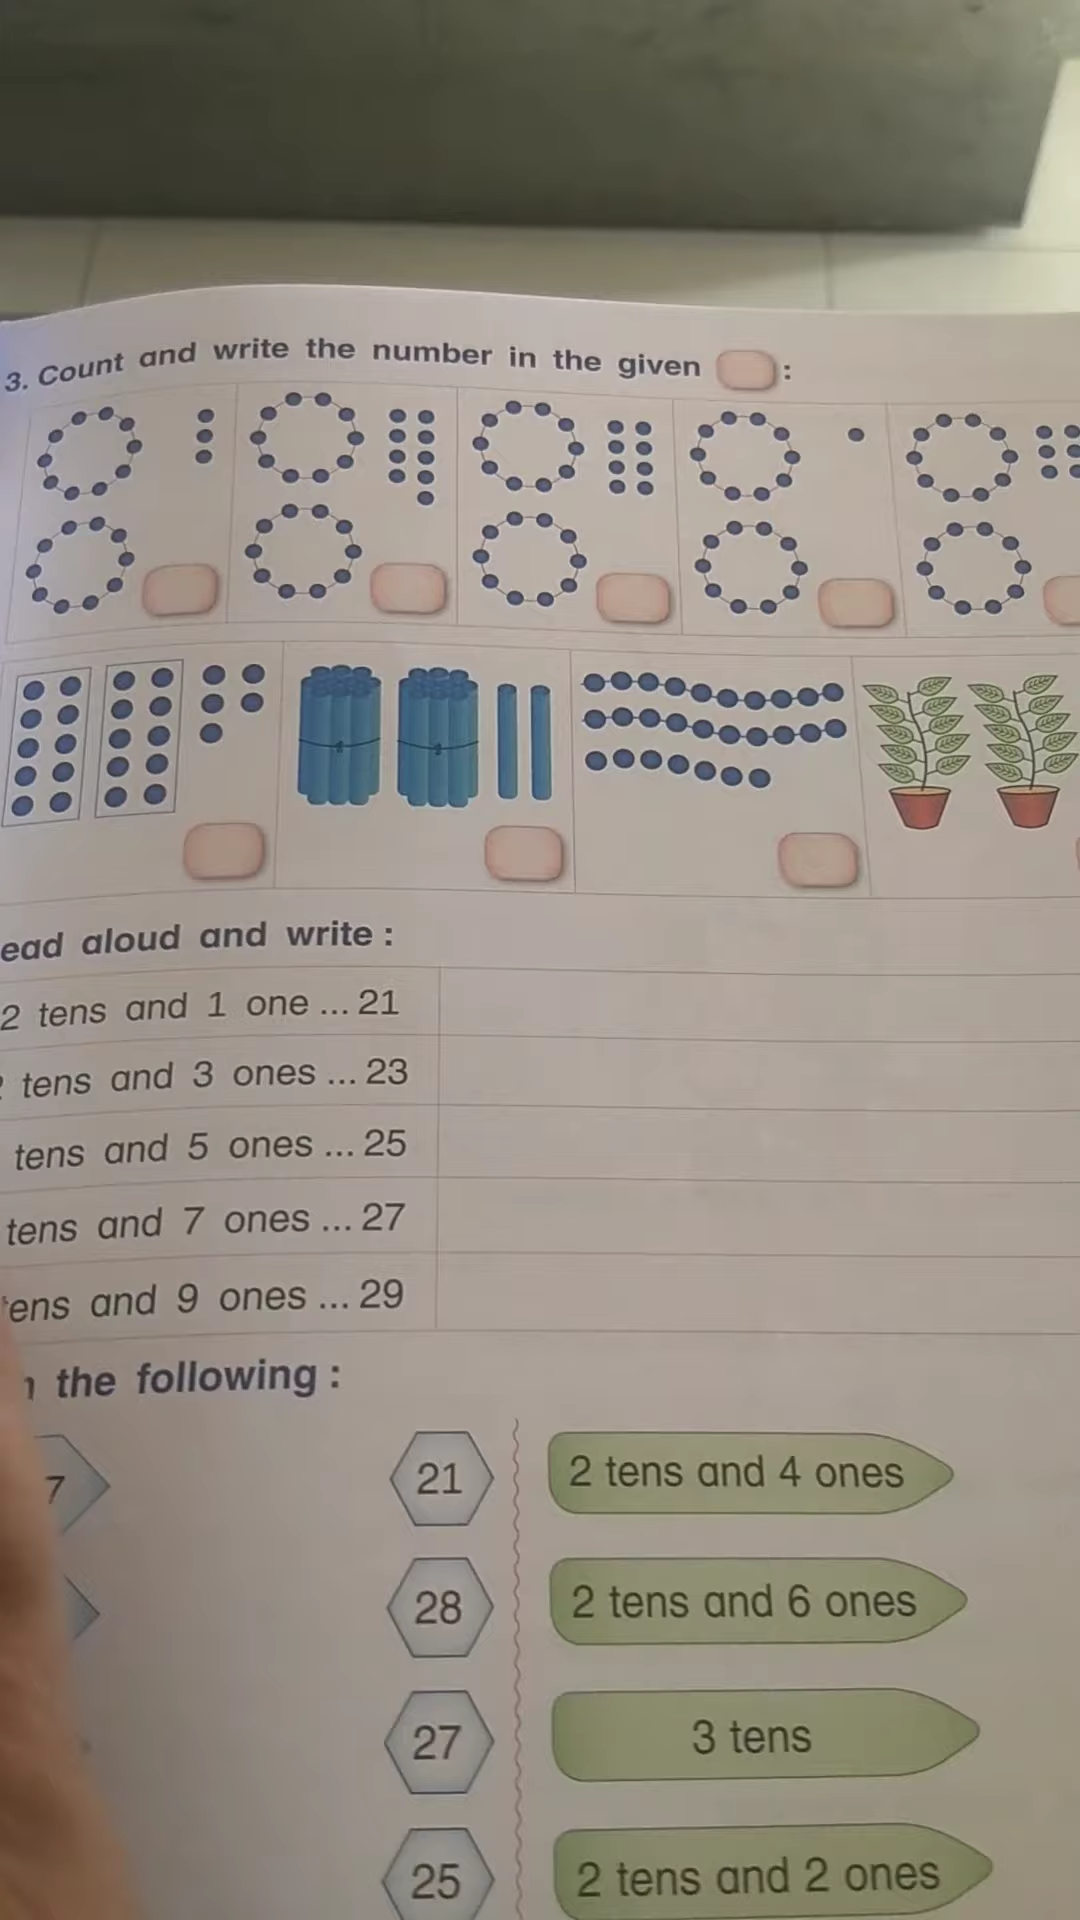 3. Count and write the number in the given :
ead aloud and write :
2 tens and 1 one ... 21
tens and 3 ones ... 23
tens and 5 ones ... 25
tens and 7 ones ... 27
ens and 9 ones ... 29
the following :
7
21
2 tens and 4 ones
28
2 tens and 6 ones
27
3 tens
25
2 tens and 2 ones